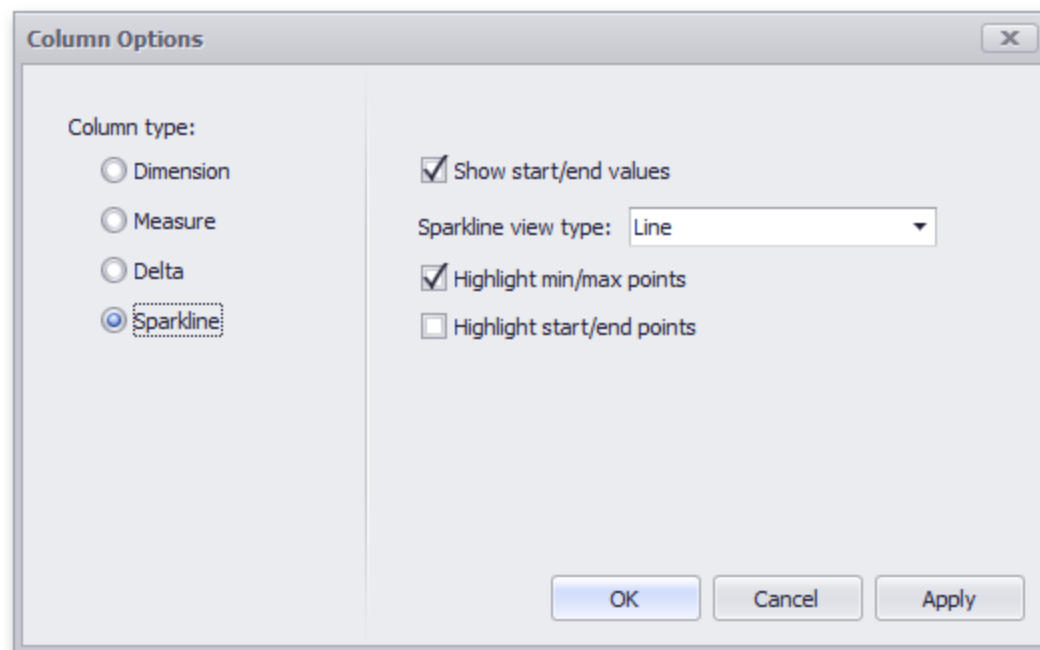 Column Options
Column type:
Dimension
Measure
Delta
Sparkline
Show start/end values
Sparkline view type: Line
Highlight min/max points
Highlight start/end points
OK Cancel Apply